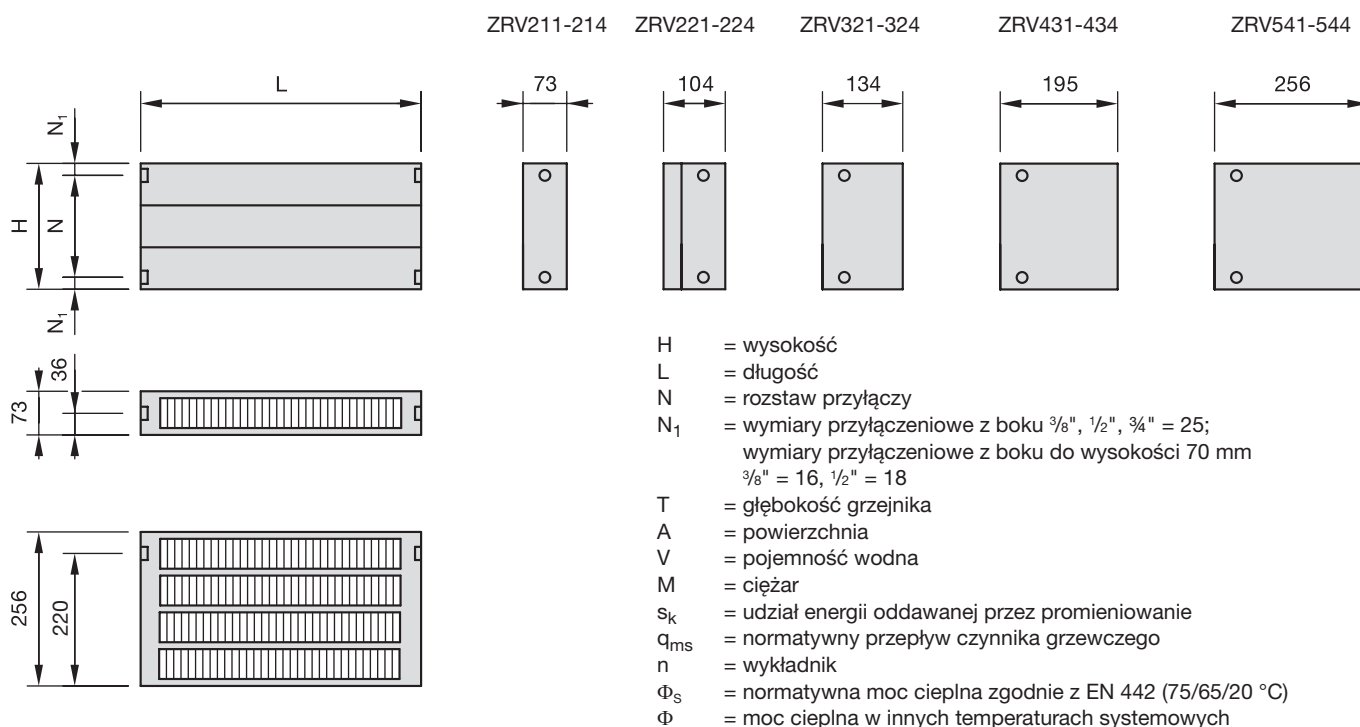 ZRV211-214 ZRV221-224 ZRV321-324 ZRV431-434 ZRV541-544
L 73 104 134 195 256
N₁
H N
N₁
36
73
256 220
H = wysokość
L = długość
N = rozstaw przyłączy
N₁ = wymiary przyłączeniowe z boku ⅜", ½", ¾" = 25;
wymiary przyłączeniowe z boku do wysokości 70 mm
⅜" = 16, ½" = 18
T = głębokość grzejnika
A = powierzchnia
V = pojemność wodna
M = ciężar
sₖ = udział energii oddawanej przez promieniowanie
qₘₛ = normatywny przepływ czynnika grzewczego
n = wykładnik
Φₛ = normatywna moc cieplna zgodnie z EN 442 (75/65/20 °C)
Φ = moc cieplna w innych temperaturach systemowych